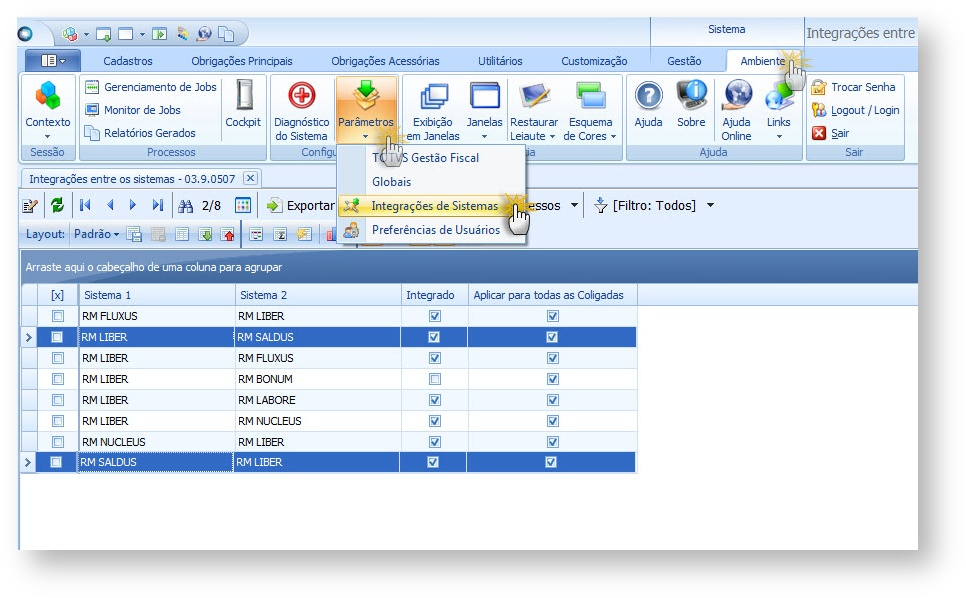 Sistema
Integrações entre
Cadastros Obrigações Principais Obrigações Acessórias Utilitários Customização Gestão Ambiente
Contexto
Sessão
Gerenciamento de Jobs
Monitor de Jobs
Relatórios Gerados
Cockpit
Processos
Diagnóstico do Sistema
Parâmetros
Configu
Exibição em Janelas
Janelas
Restaurar Leiaute
Esquema de Cores
ia
Ajuda
Sobre
Ajuda Online
Links
Ajuda
Trocar Senha
Logout / Login
Sair
Sair
TOTVS Gestão Fiscal
Globais
Integrações de Sistemas
Preferências de Usuários
Integrações entre os sistemas - 03.9.0507
2/8 Exportar essos [Filtro: Todos]
Layout: Padrão
Arraste aqui o cabeçalho de uma coluna para agrupar
[x] Sistema 1 Sistema 2 Integrado Aplicar para todas as Coligadas
RM FLUXUS RM LIBER
RM LIBER RM SALDUS
RM LIBER RM FLUXUS
RM LIBER RM BONUM
RM LIBER RM LABORE
RM LIBER RM NUCLEUS
RM NUCLEUS RM LIBER
RM SALDUS RM LIBER